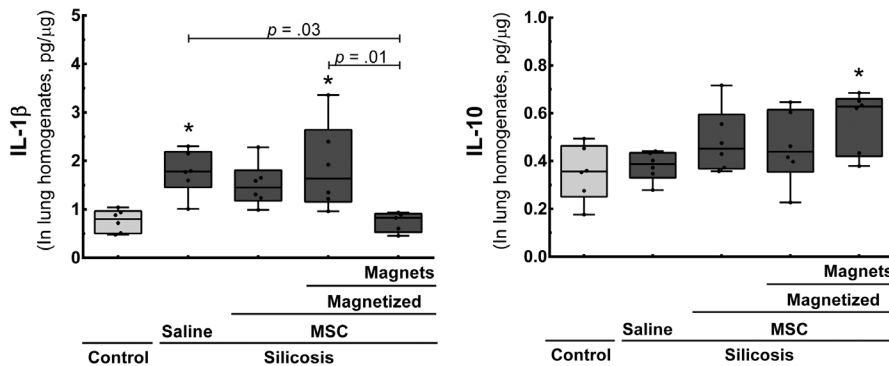 IL-1β
(In lung homogenates, pg/μg)
5
4
3
2
1
0
p = .03
p = .01
*
*
Magnets
Magnetized
Saline
MSC
Control
Silicosis
IL-10
(In lung homogenates, pg/μg)
1.0
0.8
0.6
0.4
0.2
0.0
*
Magnets
Magnetized
Saline
MSC
Control
Silicosis